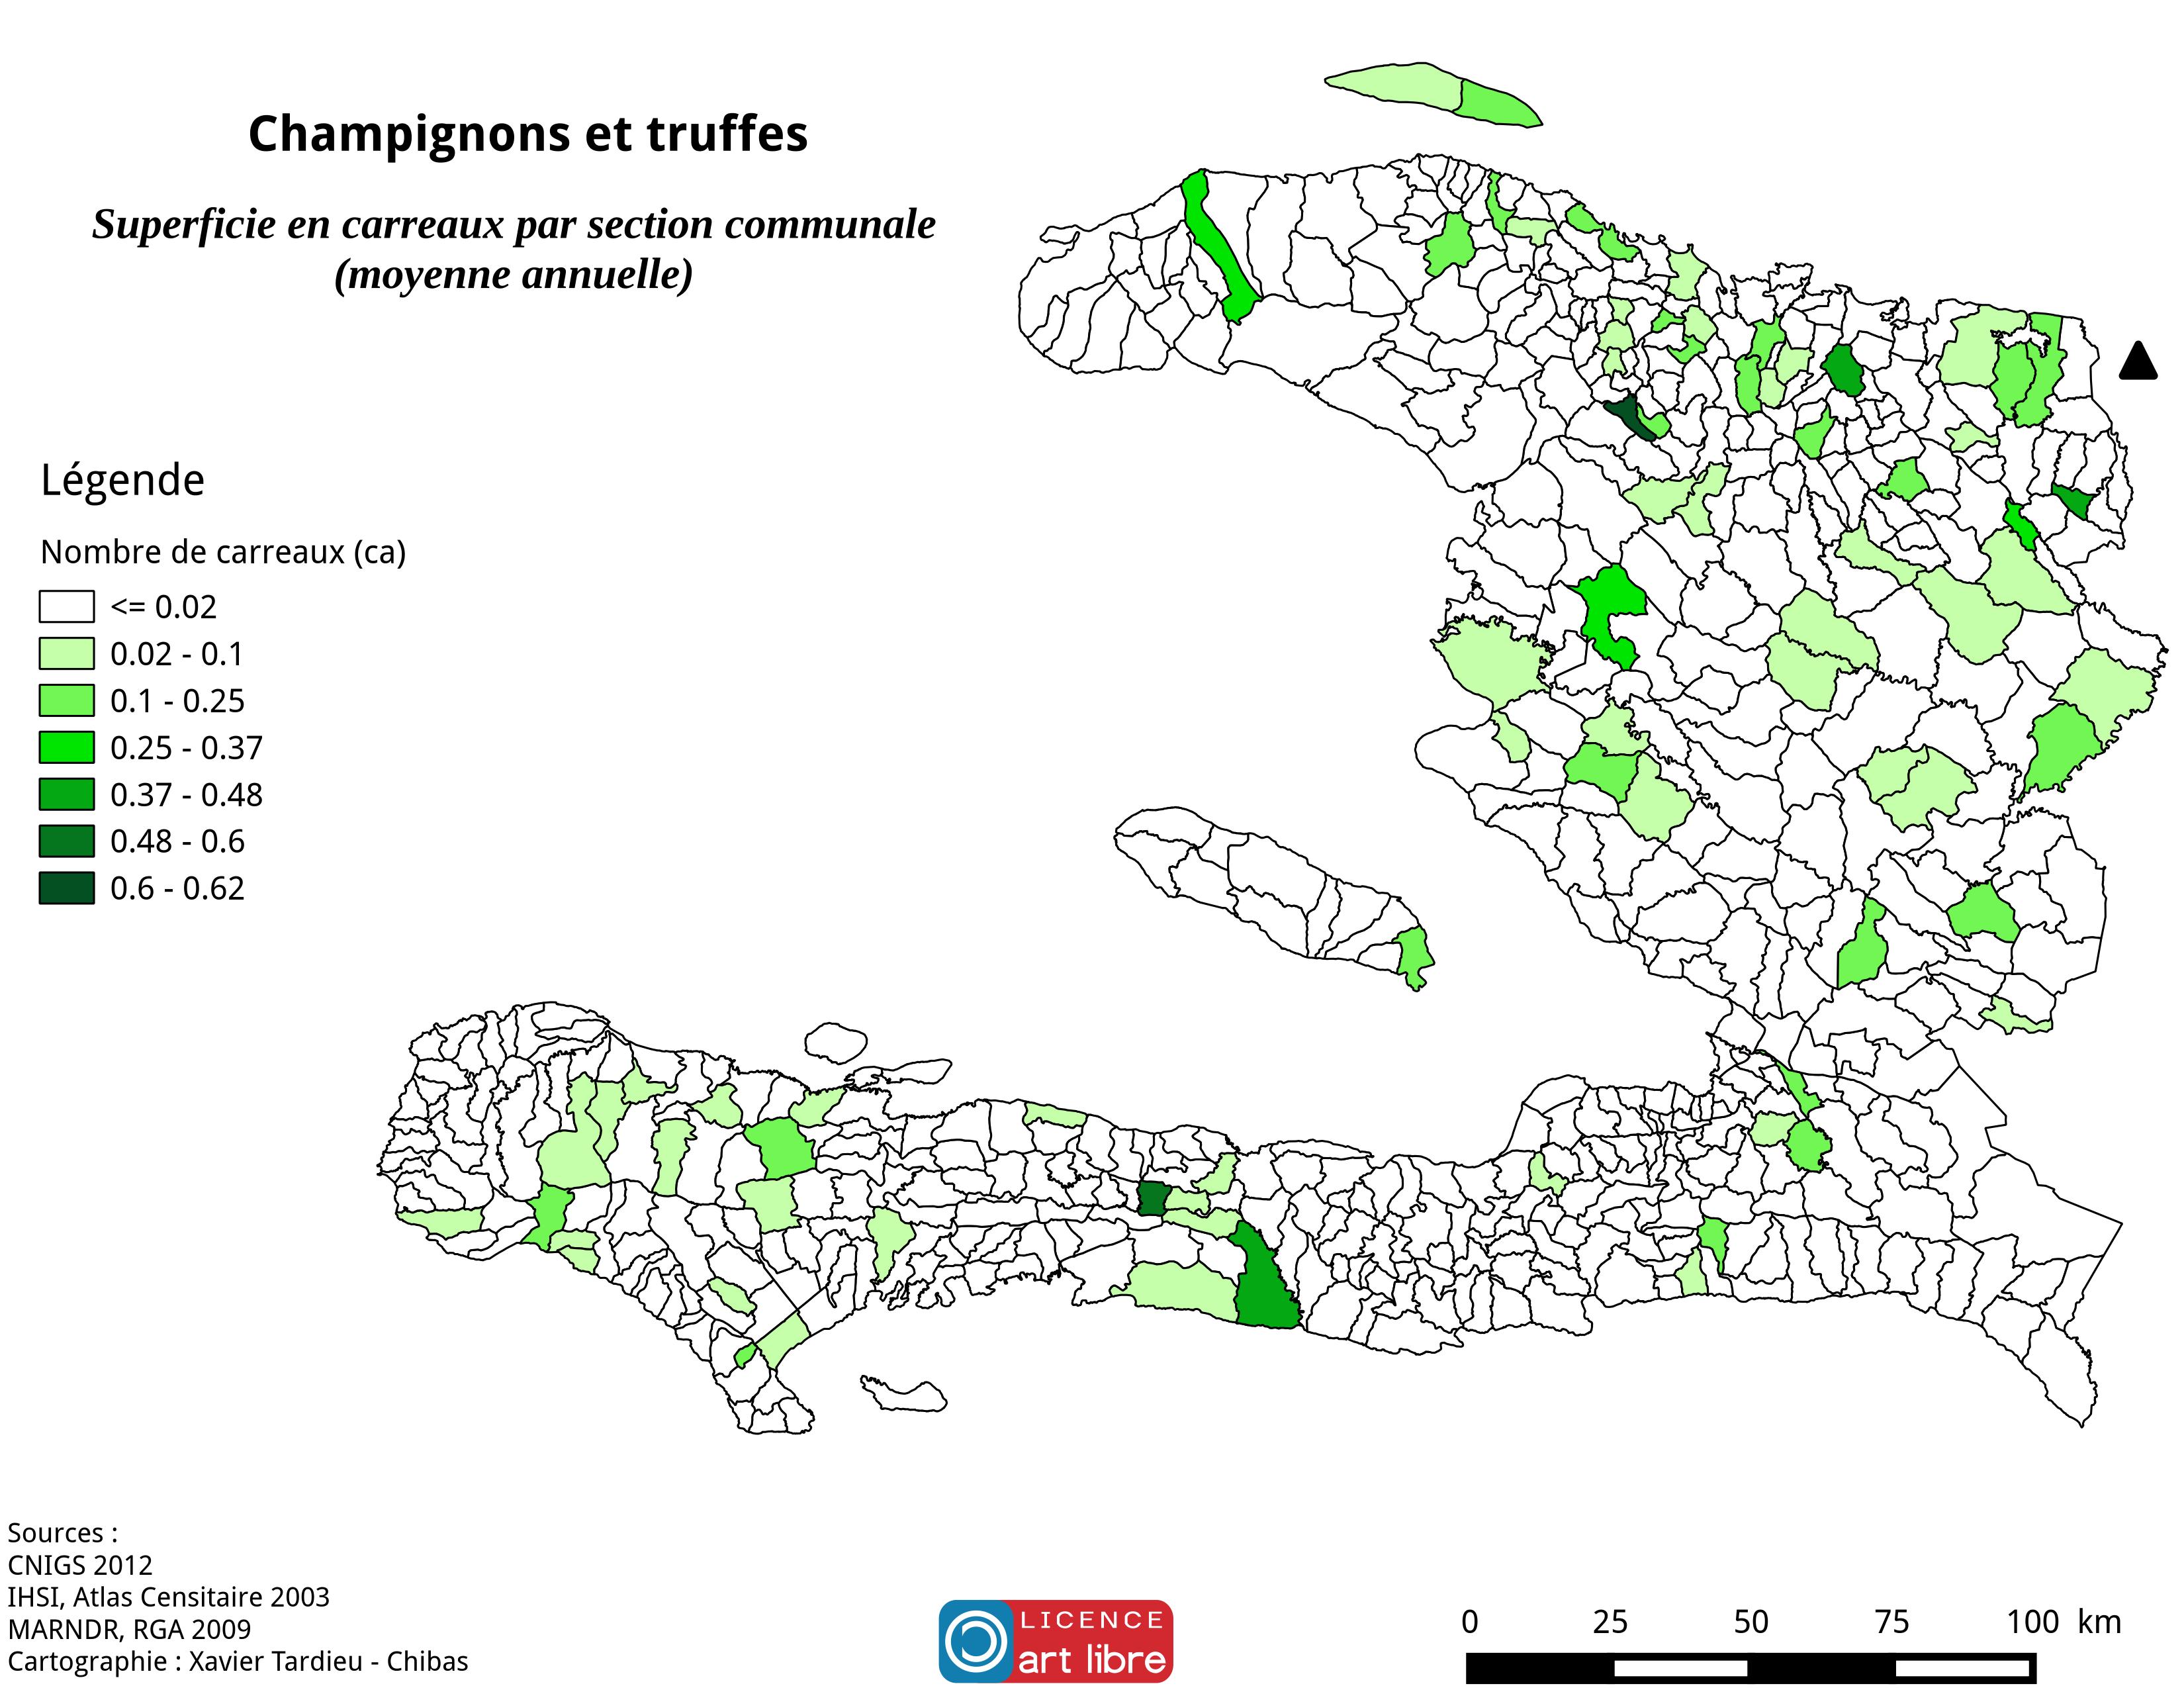 Champignons et truffes
Superficie en carreaux par section communale
(moyenne annuelle)
Légende
Nombre de carreaux (ca)
<= 0.02
0.02 - 0.1
0.1 - 0.25
0.25 - 0.37
0.37 - 0.48
0.48 - 0.6
0.6 - 0.62
Sources :
CNIGS 2012
IHSI, Atlas Censitaire 2003
MARNDR, RGA 2009
Cartographie : Xavier Tardieu - Chibas
LICENCE
art libre
0 25 50 75 100 km